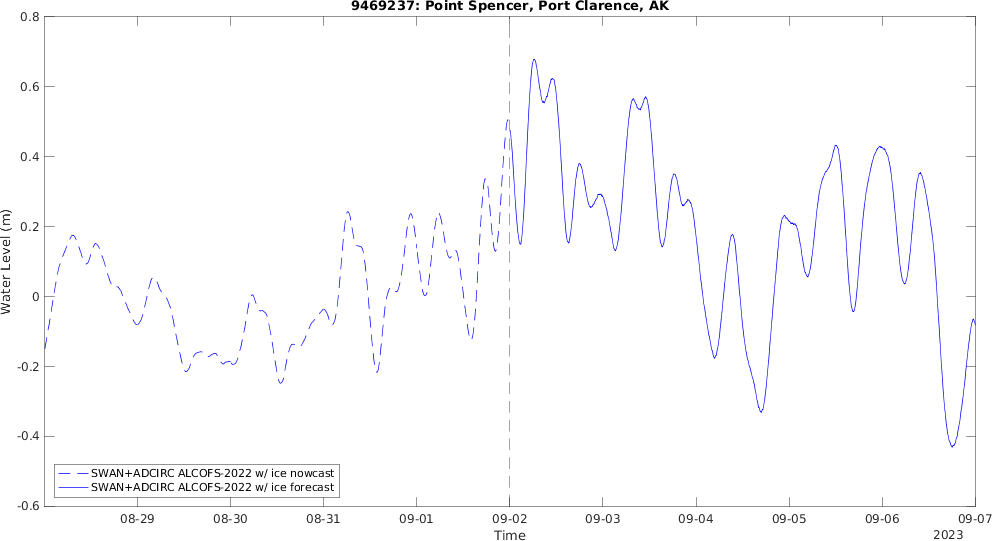 9469237: Point Spencer, Port Clarence, AK
0.8
0.6
0.4
0.2
0
-0.2
-0.4
-0.6
Water Level (m)
SWAN+ADCIRC ALCOFS-2022 w/ ice nowcast
SWAN+ADCIRC ALCOFS-2022 w/ ice forecast
08-29 08-30 08-31 09-01 09-02 09-03 09-04 09-05 09-06 09-07
Time
2023